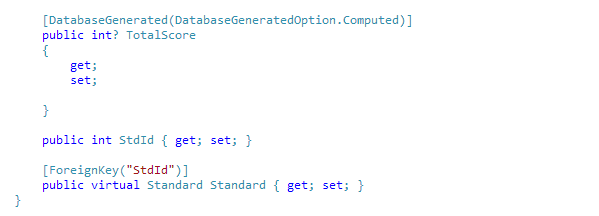 [DatabaseGenerated(DatabaseGeneratedOption.Computed)]
public int? TotalScore
{
get;
set;
}
public int StdId { get; set; }
[ForeignKey("StdId")]
public virtual Standard Standard { get; set; }
}